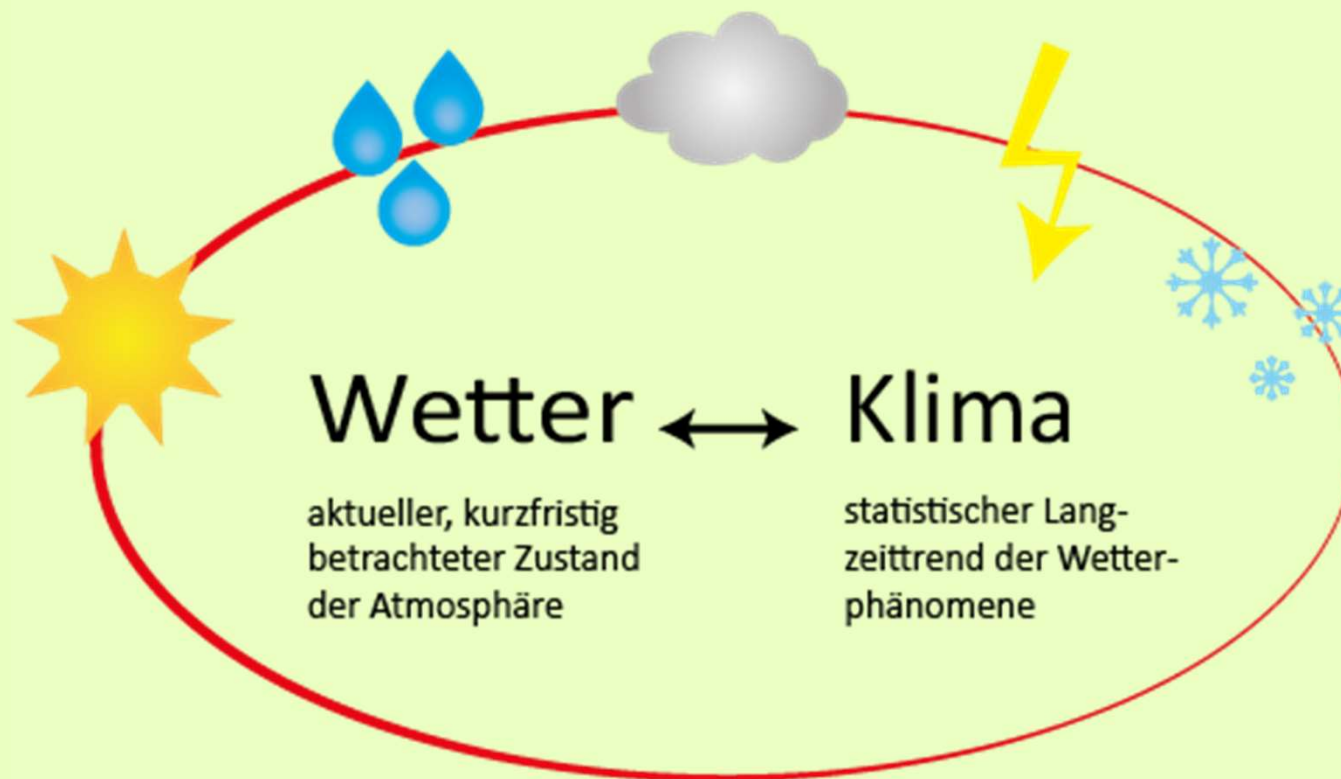 Wetter ↔ Klima
aktueller, kurzfristig
betrachteter Zustand
der Atmosphäre
statistischer Lang-
zeittrend der Wetter-
phänomene